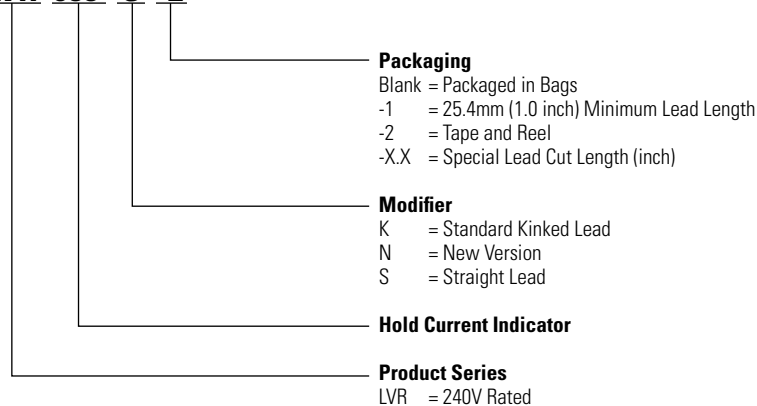 Packaging
Blank = Packaged in Bags
-1 = 25.4mm (1.0 inch) Minimum Lead Length
-2 = Tape and Reel
-X.X = Special Lead Cut Length (inch)
Modifier
K = Standard Kinked Lead
N = New Version
S = Straight Lead
Hold Current Indicator
Product Series
LVR = 240V Rated